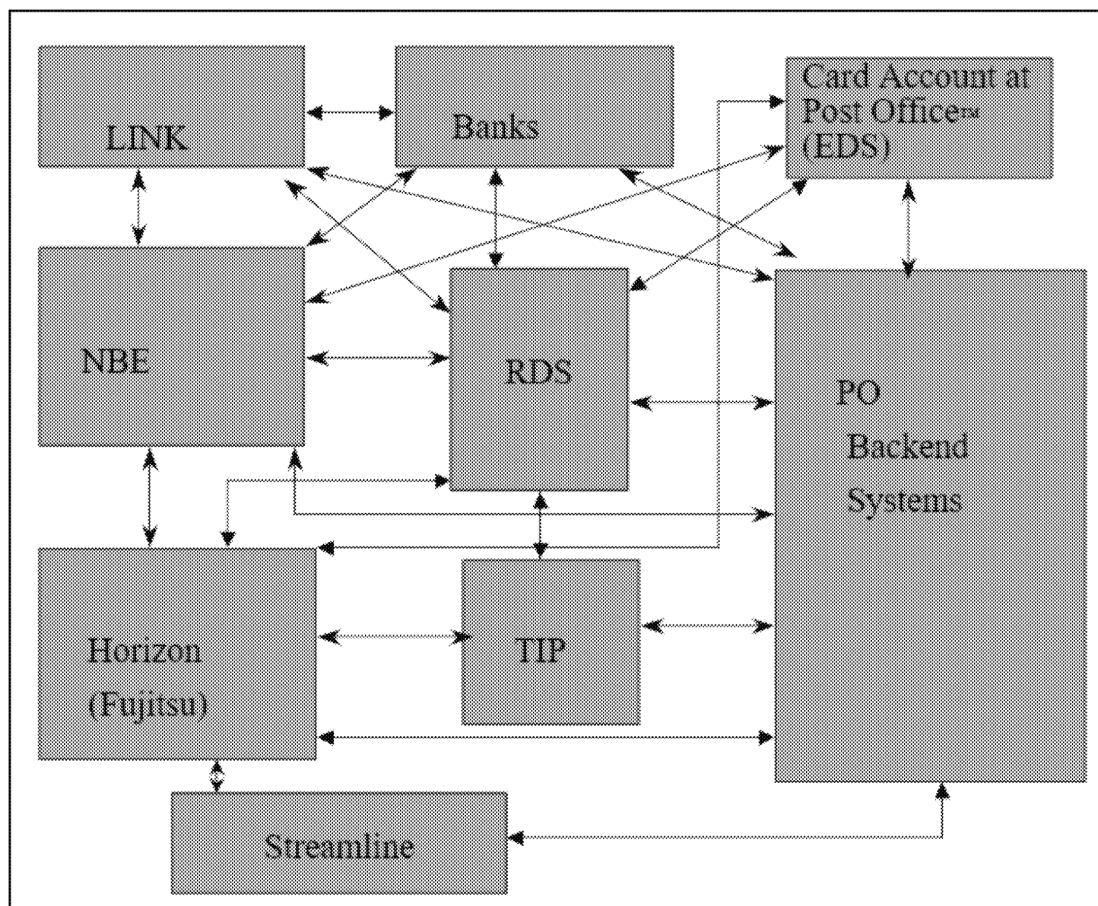 LINK
Banks
Card Account at
Post Office™
(EDS)
NBE
RDS
PO
Backend
Systems
Horizon
(Fujitsu)
TIP
Streamline